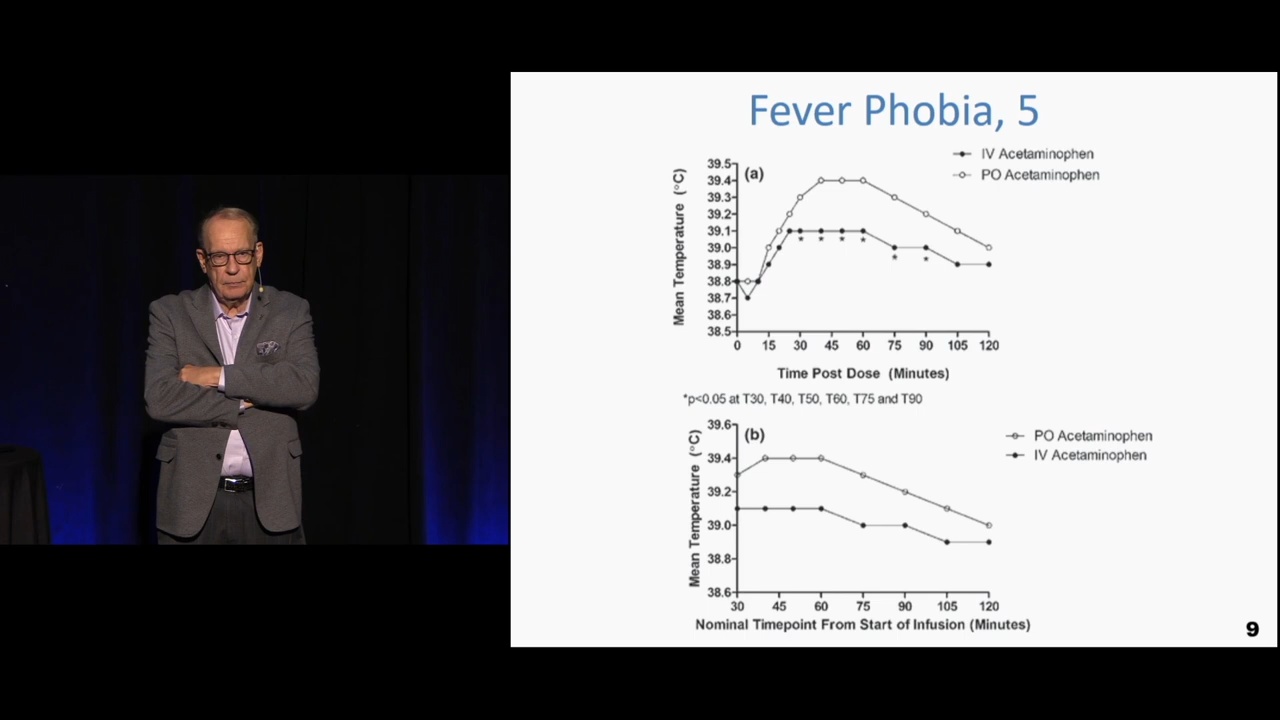 Fever Phobia, 5
IV Acetaminophen
PO Acetaminophen
(a)
Mean Temperature (°C)
39.5
39.4
39.3
39.2
39.1
39.0
38.9
38.8
38.7
38.6
38.5
0 15 30 45 60 75 90 105 120
Time Post Dose (Minutes)
*p<0.05 at T30, T40, T50, T60, T75 and T90
(b)
PO Acetaminophen
IV Acetaminophen
Mean Temperature (°C)
39.6
39.4
39.2
39.0
38.8
38.6
30 45 60 75 90 105 120
Nominal Timepoint From Start of Infusion (Minutes)
9